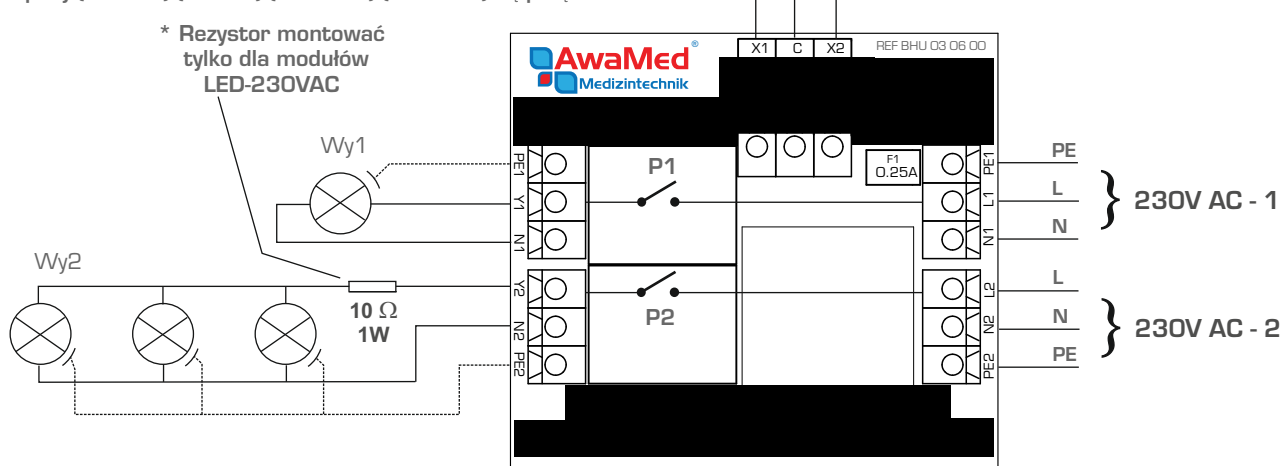 * Rezystor montować
tylko dla modułów
LED-230VAC
AwaMed®
Medizintechnik
X1 C X2
REF BHU 03 06 00
Wy1
PE1
Y1
N1
P1
F1
0.25A
PE1
L1
N1
PE
L
N
230V AC - 1
Wy2
10 Ω
1W
Y2
N2
PE2
P2
L2
N2
PE2
L
N
PE
230V AC - 2